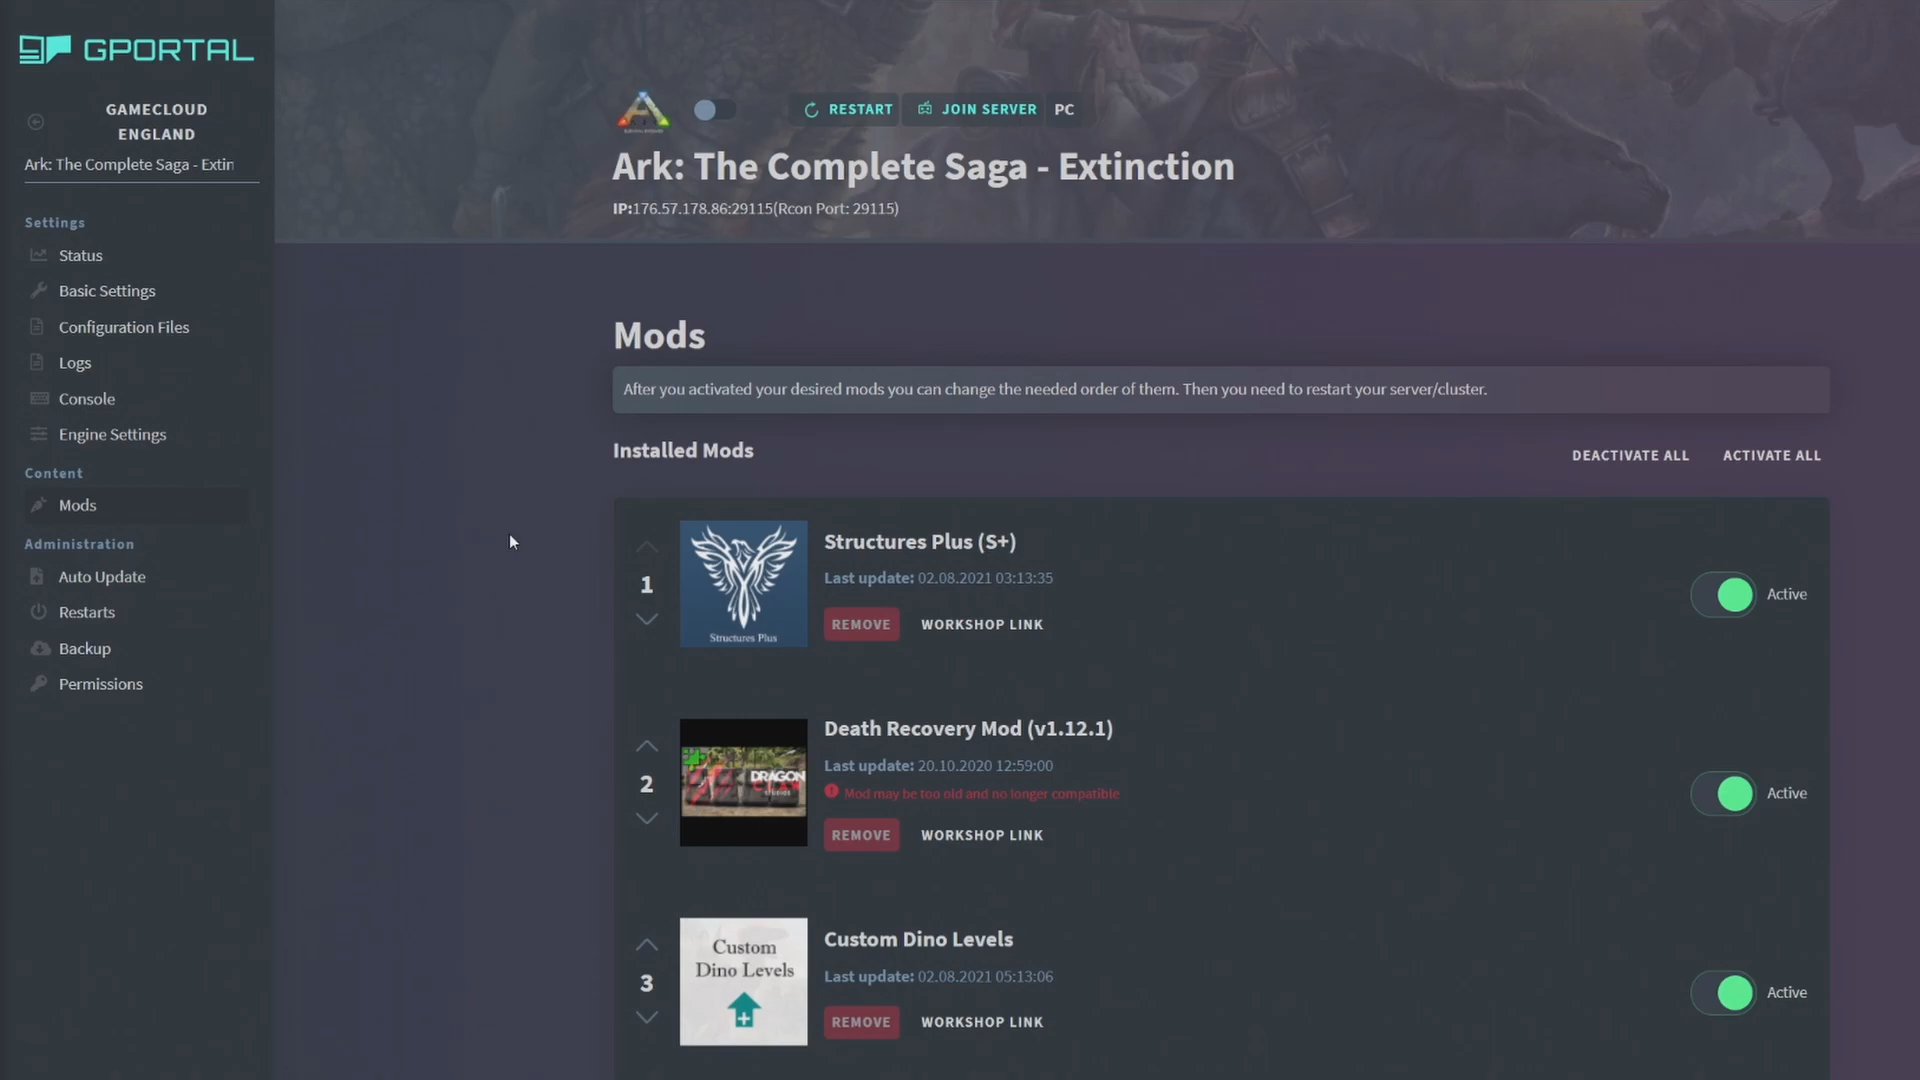 GPORTAL
GAMECLOUD
ENGLAND
Ark: The Complete Saga - Extin
Settings
Status
Basic Settings
Configuration Files
Logs
Console
Engine Settings
Content
Mods
Administration
Auto Update
Restarts
Backup
Permissions
RESTART
JOIN SERVER
PC
Ark: The Complete Saga - Extinction
IP:176.57.178.86:29115(Rcon Port: 29115)
Mods
After you activated your desired mods you can change the needed order of them. Then you need to restart your server/cluster.
Installed Mods
DEACTIVATE ALL
ACTIVATE ALL
1
Structures Plus
Structures Plus (S+)
Last update: 02.08.2021 03:13:35
REMOVE
WORKSHOP LINK
Active
2
DRAGON
STUDIOS
Death Recovery Mod (v1.12.1)
Last update: 20.10.2020 12:59:00
Mod may be too old and no longer compatible
REMOVE
WORKSHOP LINK
Active
3
Custom
Dino Levels
Custom Dino Levels
Last update: 02.08.2021 05:13:06
REMOVE
WORKSHOP LINK
Active